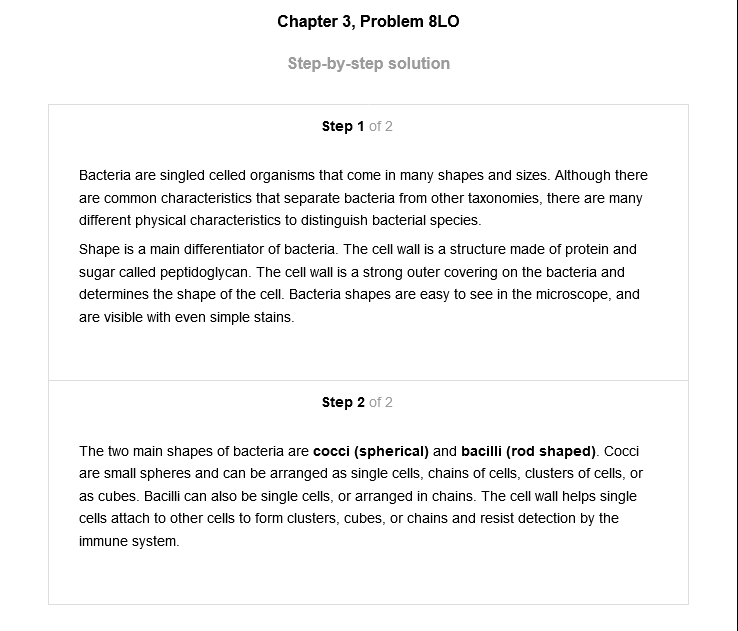 Chapter 3, Problem 8LO
Step-by-step solution
Step 1 of 2
Bacteria are singled celled organisms that come in many shapes and sizes. Although there
are common characteristics that separate bacteria from other taxonomies, there are many
different physical characteristics to distinguish bacterial species.
Shape is a main differentiator of bacteria. The cell wall is a structure made of protein and
sugar called peptidoglycan. The cell wall is a strong outer covering on the bacteria and
determines the shape of the cell. Bacteria shapes are easy to see in the microscope, and
are visible with even simple stains.
Step 2 of 2
The two main shapes of bacteria are cocci (spherical) and bacilli (rod shaped). Cocci
are small spheres and can be arranged as single cells, chains of cells, clusters of cells, or
as cubes. Bacilli can also be single cells, or arranged in chains. The cell wall helps single
cells attach to other cells to form clusters, cubes, or chains and resist detection by the
immune system.